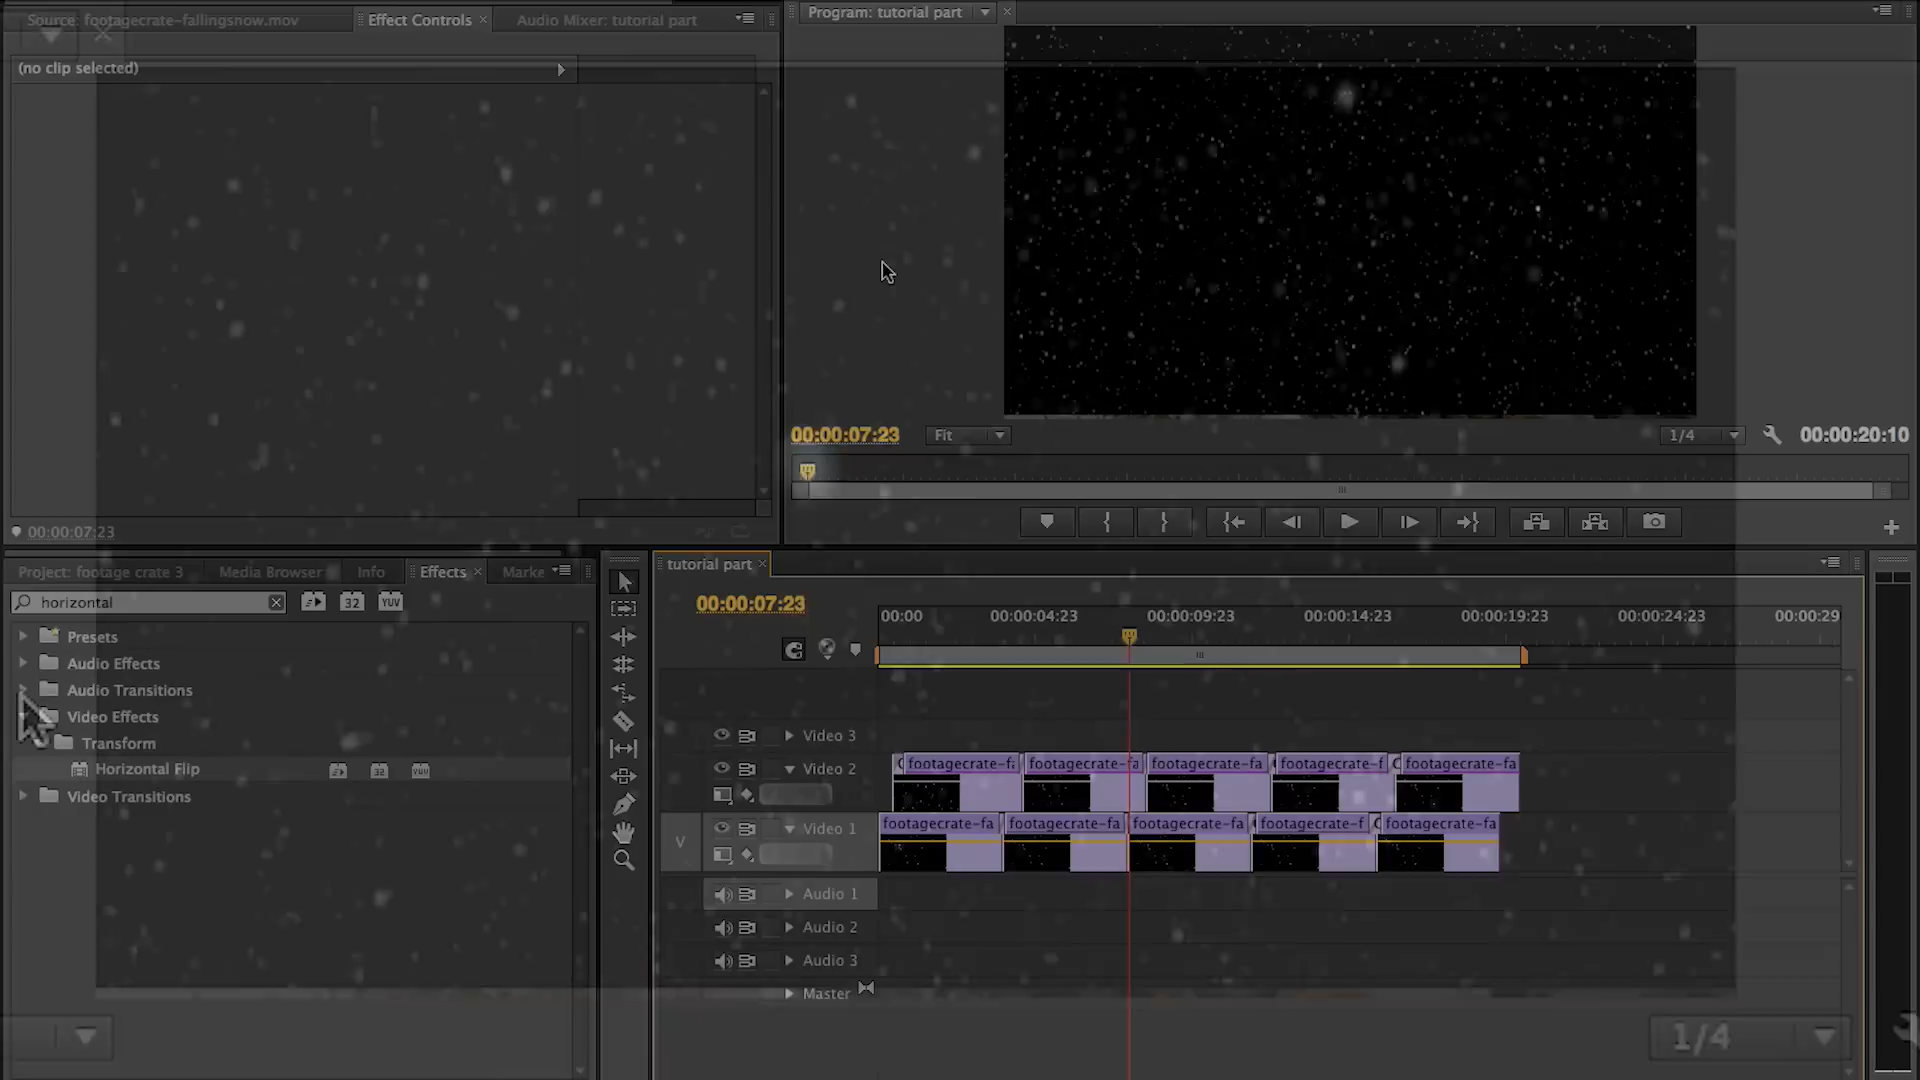 Source: footagecrate-fallingsnow.mov
Effect Controls
Audio Mixer: tutorial part
Program: tutorial part
(no clip selected)
00:00:07:23
Fit
1/4
00:00:20:10
00:00:07:23
Project: footage crate 3
Media Browser
Info
Effects
Marke
tutorial part
horizontal
32
YUV
00:00:07:23
00:00
00:00:04:23
00:00:09:23
00:00:14:23
00:00:19:23
00:00:24:23
00:00:29
Presets
Audio Effects
Audio Transitions
Video Effects
Transform
Horizontal Flip
32
YUV
Video Transitions
Video 3
Video 2
footagecrate-fa
footagecrate-fa
footagecrate-fa
footagecrate-f
footagecrate-fa
V
Video 1
footagecrate-fa
footagecrate-fa
footagecrate-fa
footagecrate-f
footagecrate-fa
Audio 1
Audio 2
Audio 3
Master
1/4